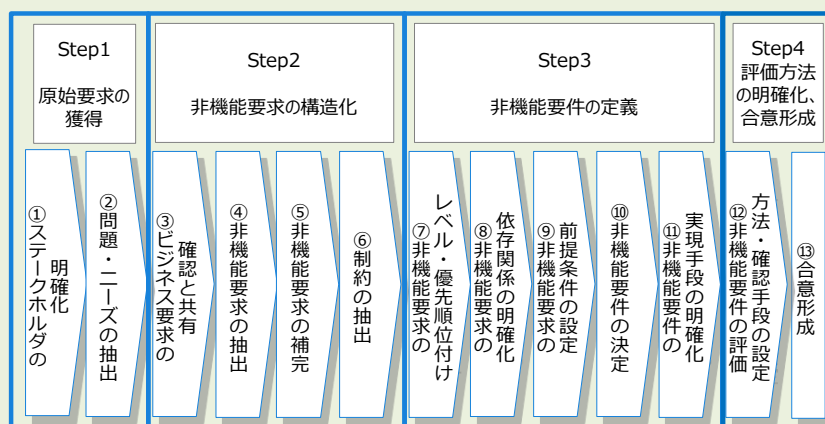 Step1
原始要求の
獲得
Step2
非機能要求の構造化
Step3
非機能要件の定義
Step4
評価方法
の明確化、
合意形成
①ステークホルダの
明確化
②問題・ニーズの抽出
③ビジネス要求の
確認と共有
④非機能要求の抽出
⑤非機能要求の補完
⑥制約の抽出
⑦非機能要求の
レベル・優先順位付け
⑧非機能要求の
依存関係の明確化
⑨非機能要求の
前提条件の設定
⑩非機能要件の決定
⑪非機能要件の
実現手段の明確化
⑫非機能要件の評価
方法・確認手段の設定
⑬合意形成